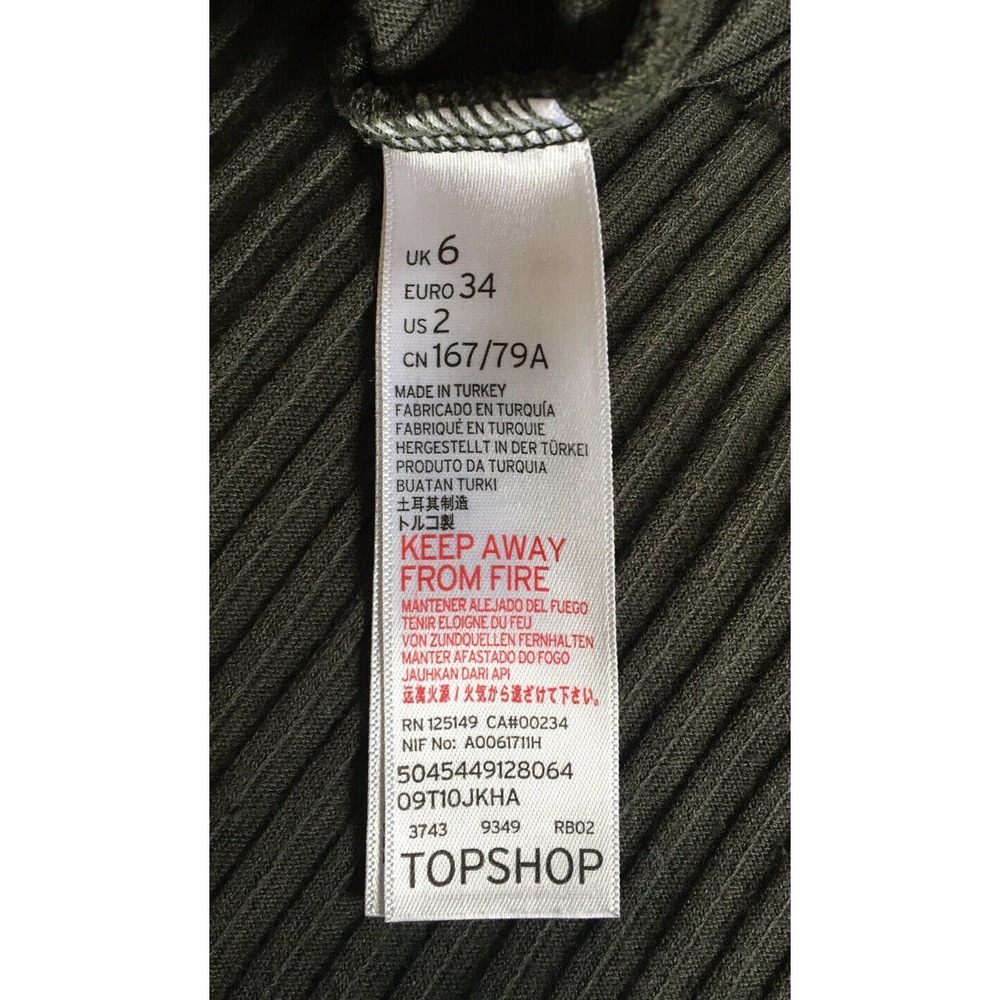 UK 6
EURO 34
US 2
CN 167/79A
MADE IN TURKEY
FABRICADO EN TURQUÍA
FABRIQUÉ EN TURQUIE
HERGESTELLT IN DER TÜRKEI
PRODUTO DA TURQUIA
BUATAN TURKI
土耳其制造
トルコ製
KEEP AWAY
FROM FIRE
MANTENER ALEJADO DEL FUEGO
TENIR ELOIGNE DU FEU
VON ZUNDQUELLEN FERNHALTEN
MANTER AFASTADO DO FOGO
JAUHKAN DARI API
远离火源 / 火気から遠ざけて下さい。
RN 125149 CA#00234
NIF No: A0061711H
5045449128064
09T10JKHA
3743 9349 RB02
TOPSHOP